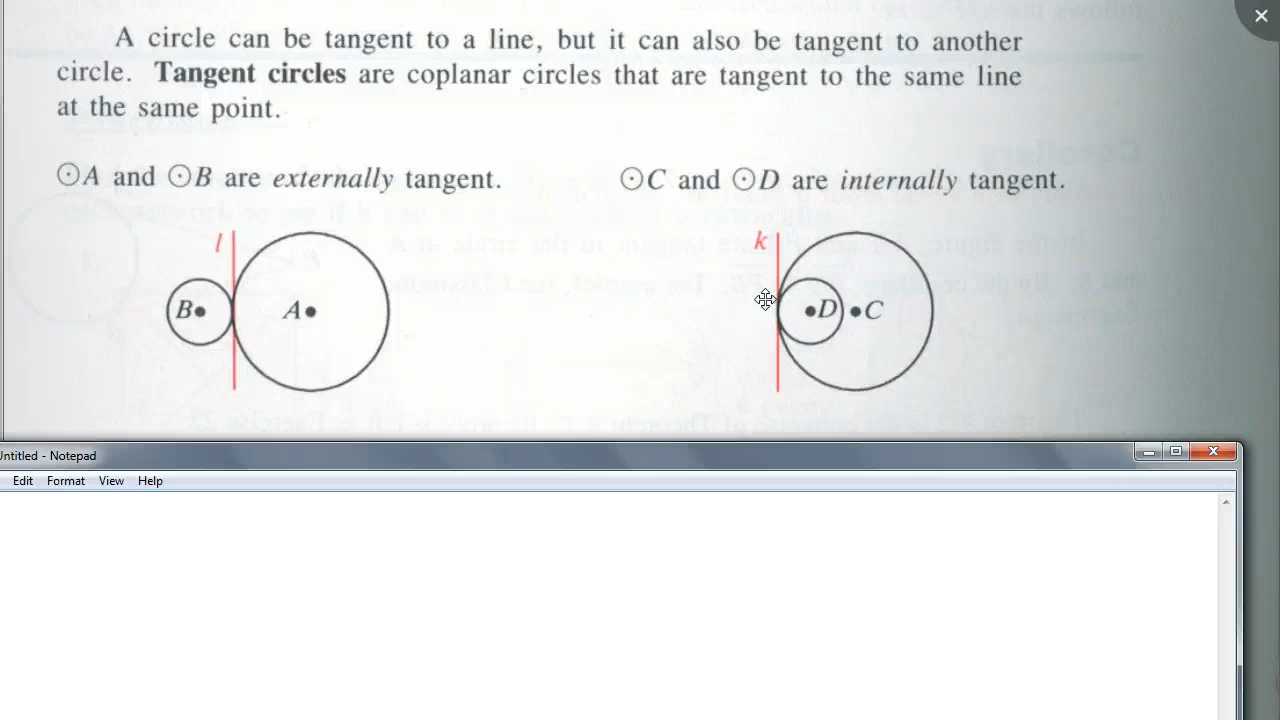 A circle can be tangent to a line, but it can also be tangent to another
circle. Tangent circles are coplanar circles that are tangent to the same line
at the same point.
⊙A and ⊙B are externally tangent.
⊙C and ⊙D are internally tangent.
l
B
A
k
D
C
Untitled - Notepad
Edit Format View Help